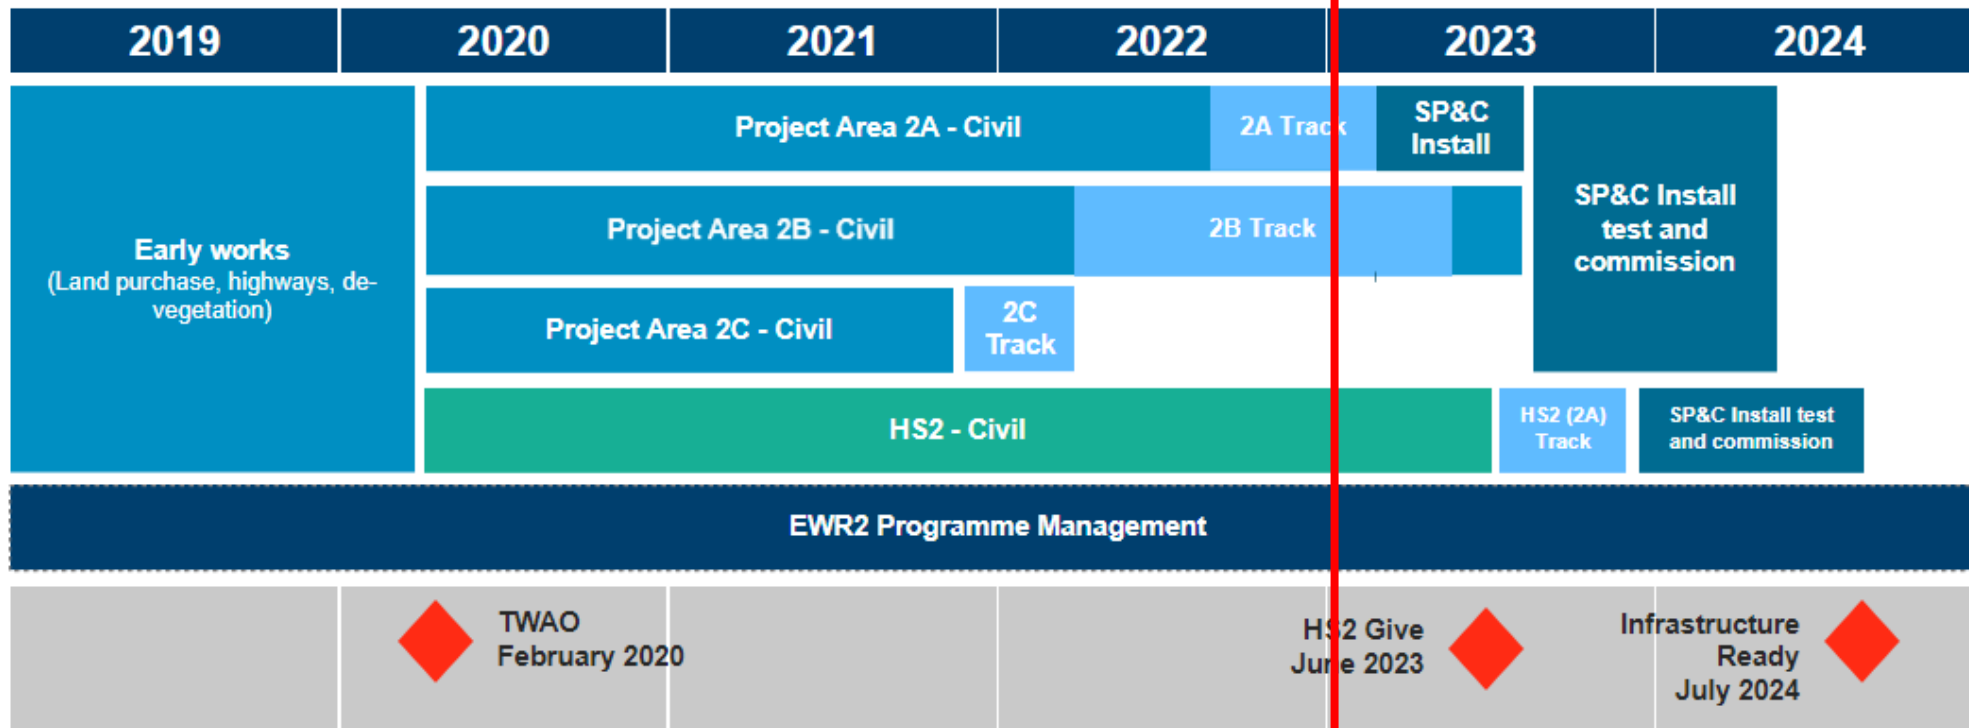 2019 2020 2021 2022 2023 2024
Project Area 2A - Civil
2A Track
SP&C
Install
Early works
(Land purchase, highways, de-
vegetation)
Project Area 2B - Civil
2B Track
SP&C Install
test and
commission
Project Area 2C - Civil
2C
Track
HS2 - Civil
HS2 (2A)
Track
SP&C Install test
and commission
EWR2 Programme Management
TWAO
February 2020
HS2 Give
June 2023
Infrastructure
Ready
July 2024